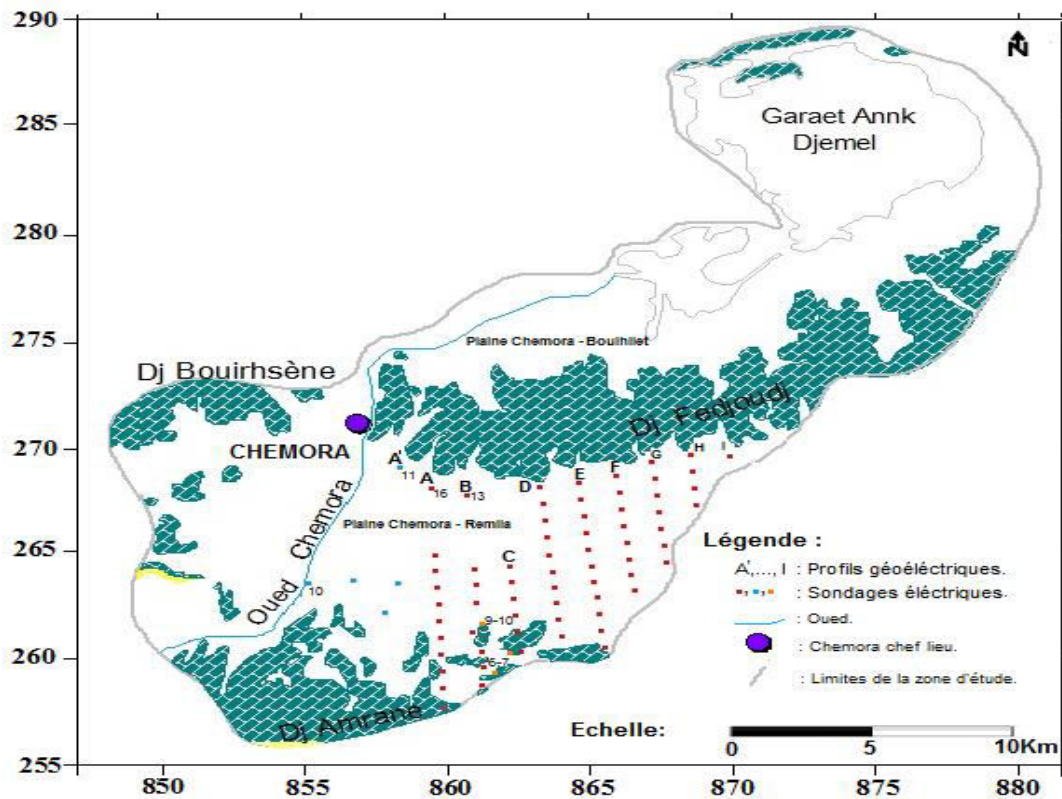 290
285
280
275
270
265
260
255
N
Garaet Annk
Djemel
Plaine Chemora - Boulhilet
Dj Bouirhsène
Dj Fedjoudj
CHEMORA
A'
11
A
16
B
13
D
E
F
G
H
I
Plaine Chemora - Remila
Oued Chemora
C
10
9-10
6-7
Dj Amrane
Légende :
A',..., I : Profils géoéléctriques.
: Sondages éléctriques.
: Oued.
: Chemora chef lieu.
: Limites de la zone d'étude.
Echelle:
0 5 10Km
850 855 860 865 870 875 880